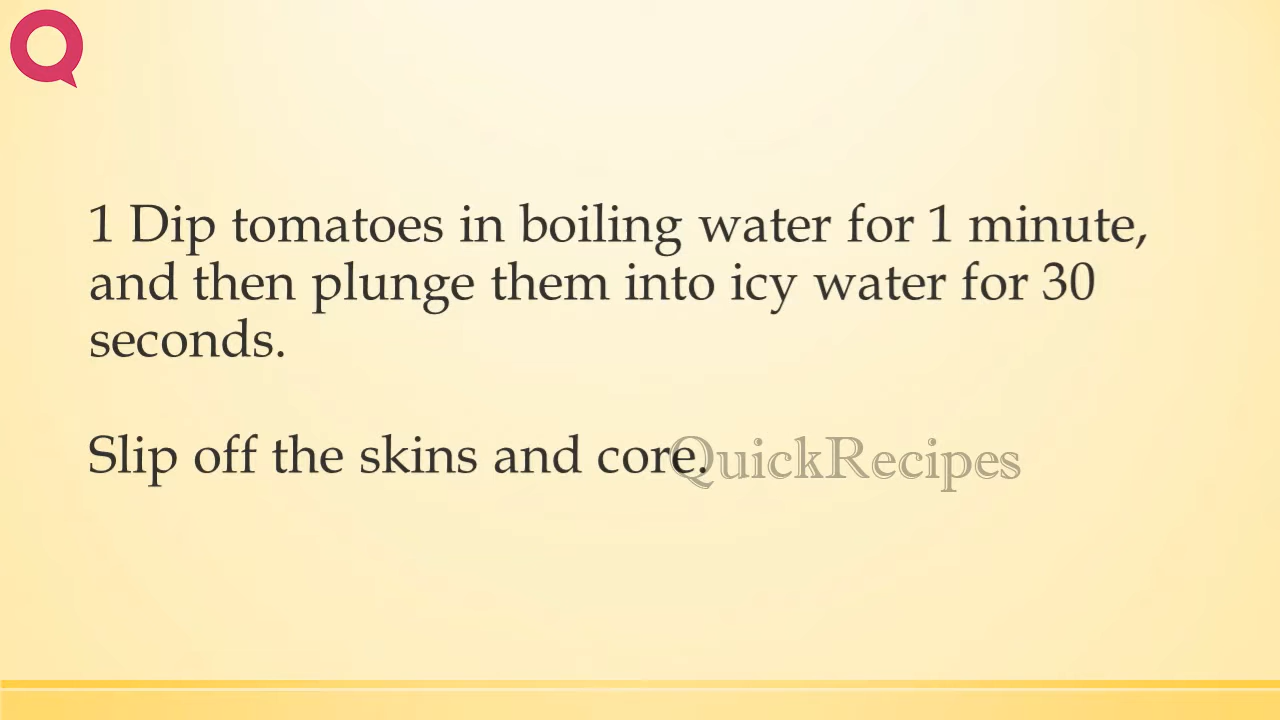 1 Dip tomatoes in boiling water for 1 minute,
and then plunge them into icy water for 30
seconds.
Slip off the skins and core.
QuickRecipes